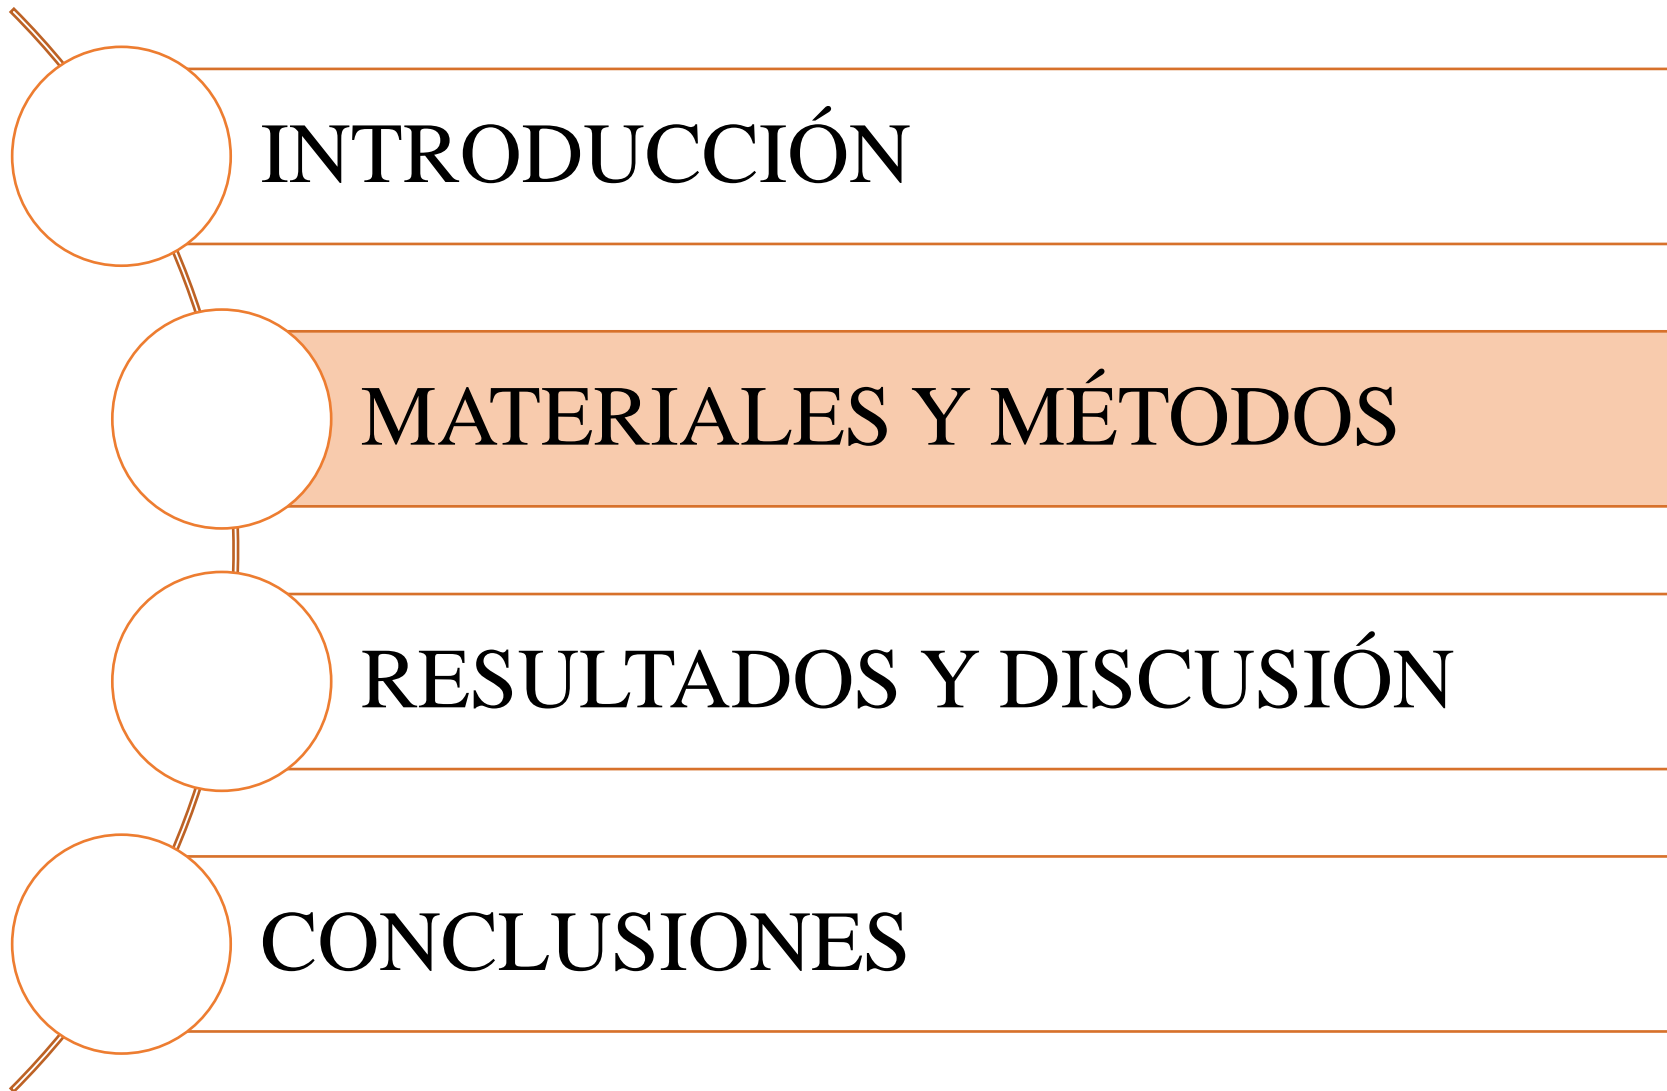 INTRODUCCIÓN
MATERIALES Y MÉTODOS
RESULTADOS Y DISCUSIÓN
CONCLUSIONES